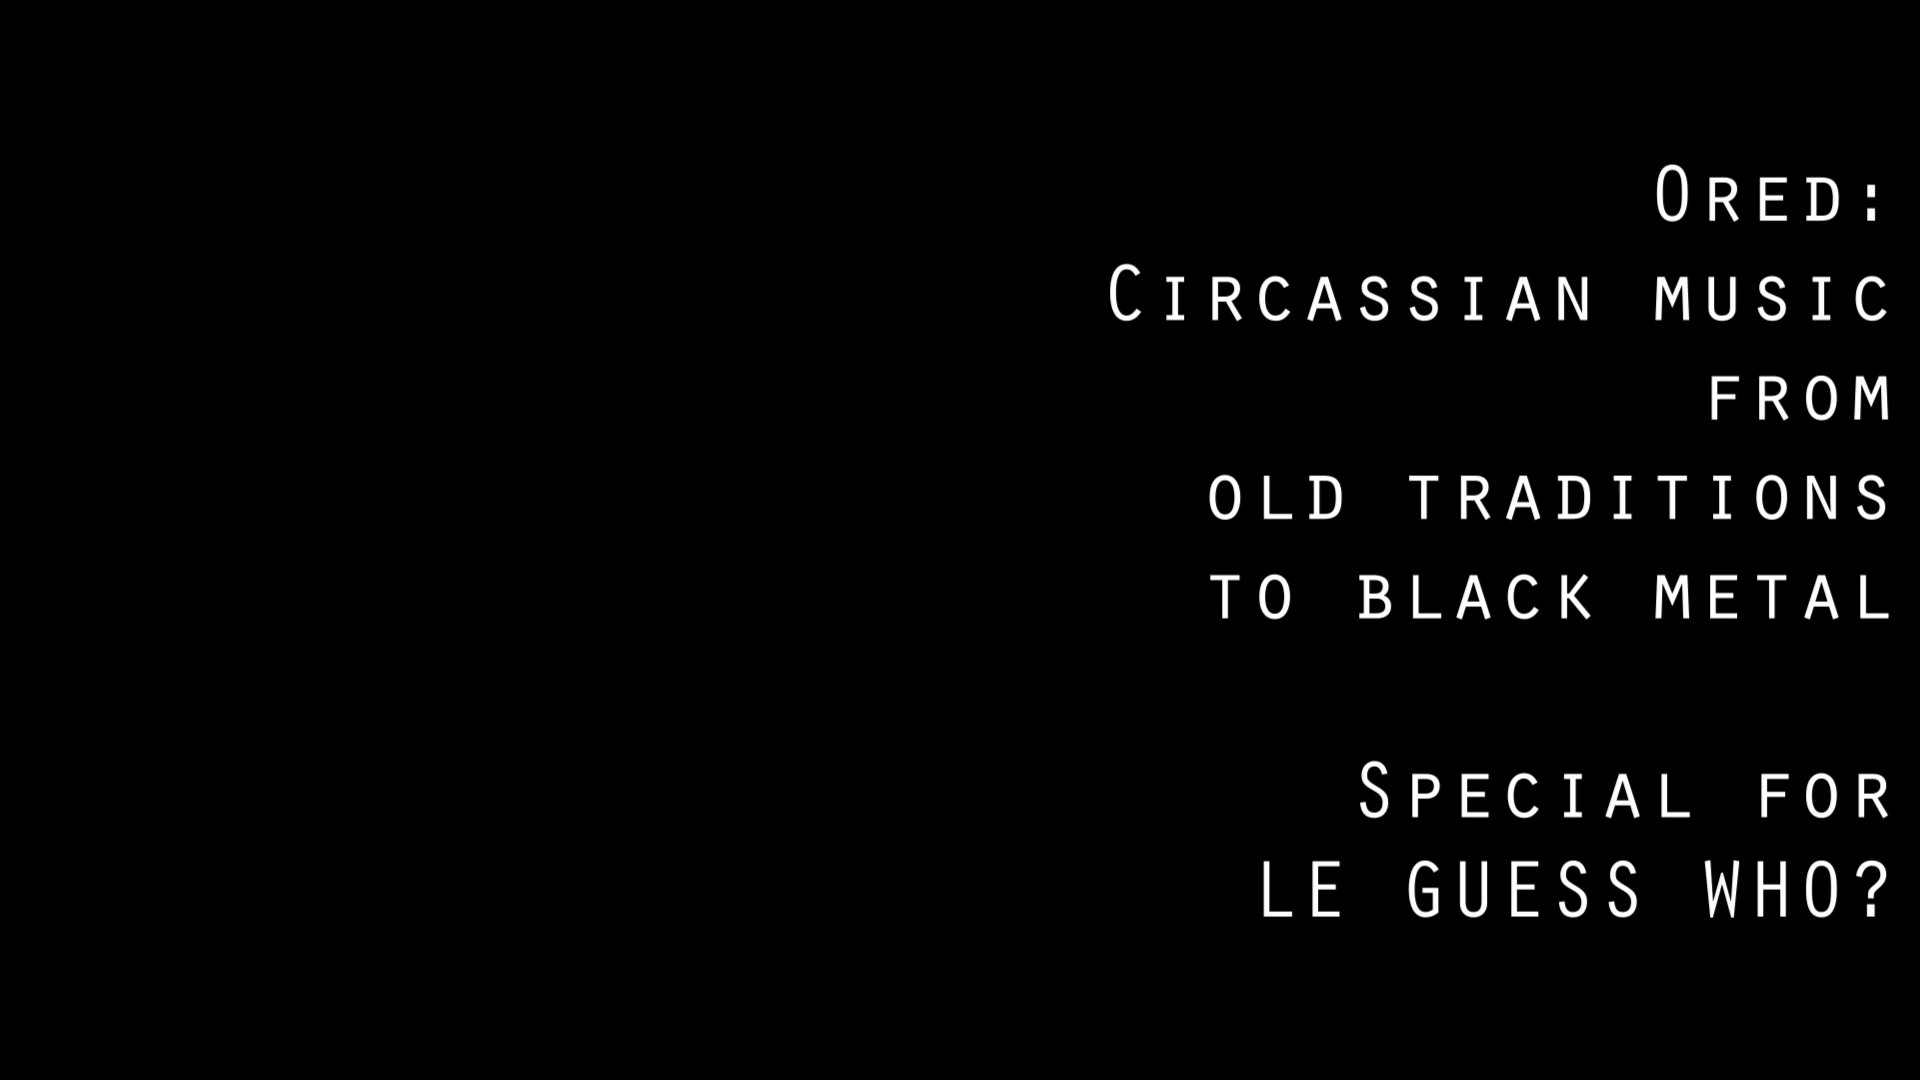 Ored:
Circassian music
from
old traditions
to black metal
Special for
LE GUESS WHO?